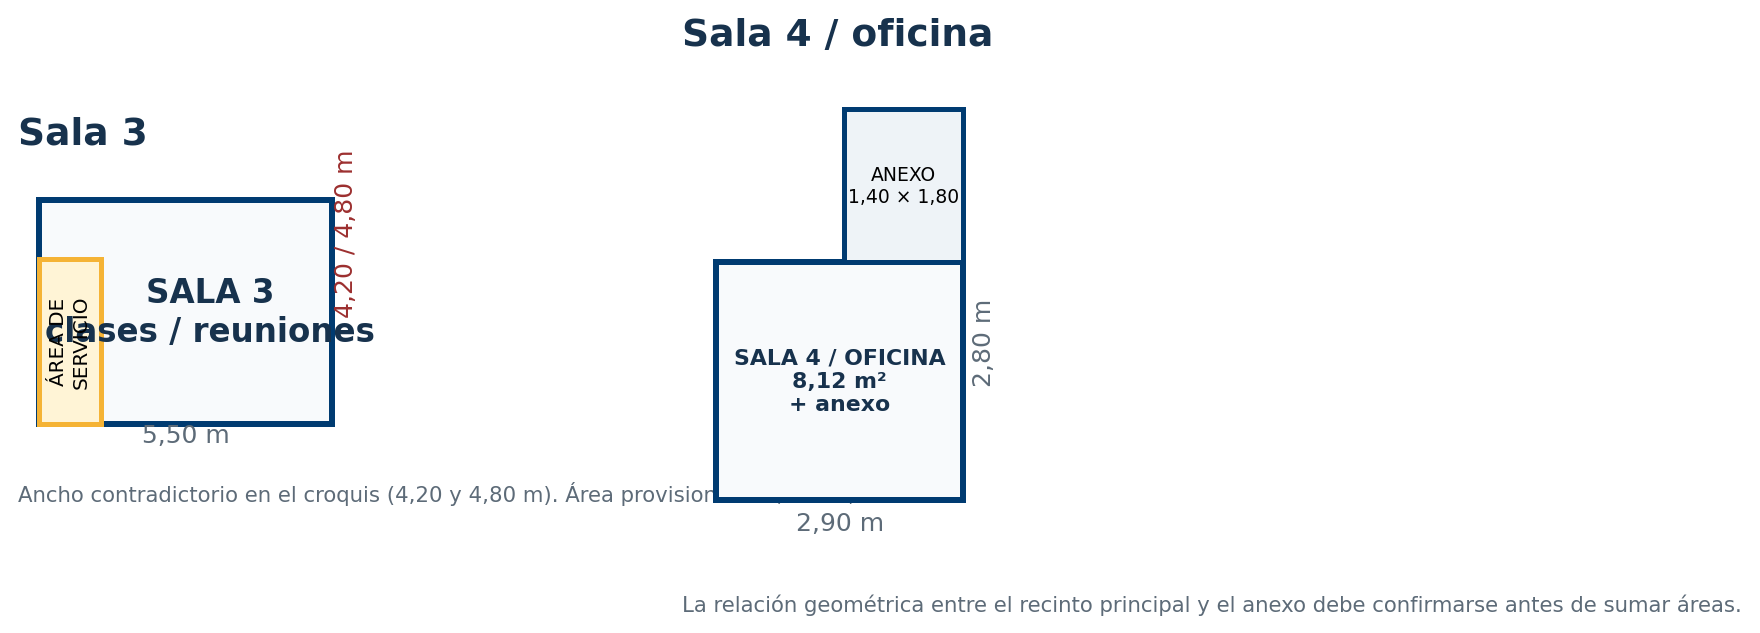 Sala 3
4,20 / 4,80 m
SALA 3
clases / reuniones
ÁREA DE
SERVICIO
5,50 m
Ancho contradictorio en el croquis (4,20 y 4,80 m). Área
Sala 4 / oficina
ANEXO
1,40 × 1,80
SALA 4 / OFICINA
8,12 m²
+ anexo
2,80 m
2,90 m
La relación geométrica entre el recinto principal y el anexo debe confirmarse antes de sumar áreas.